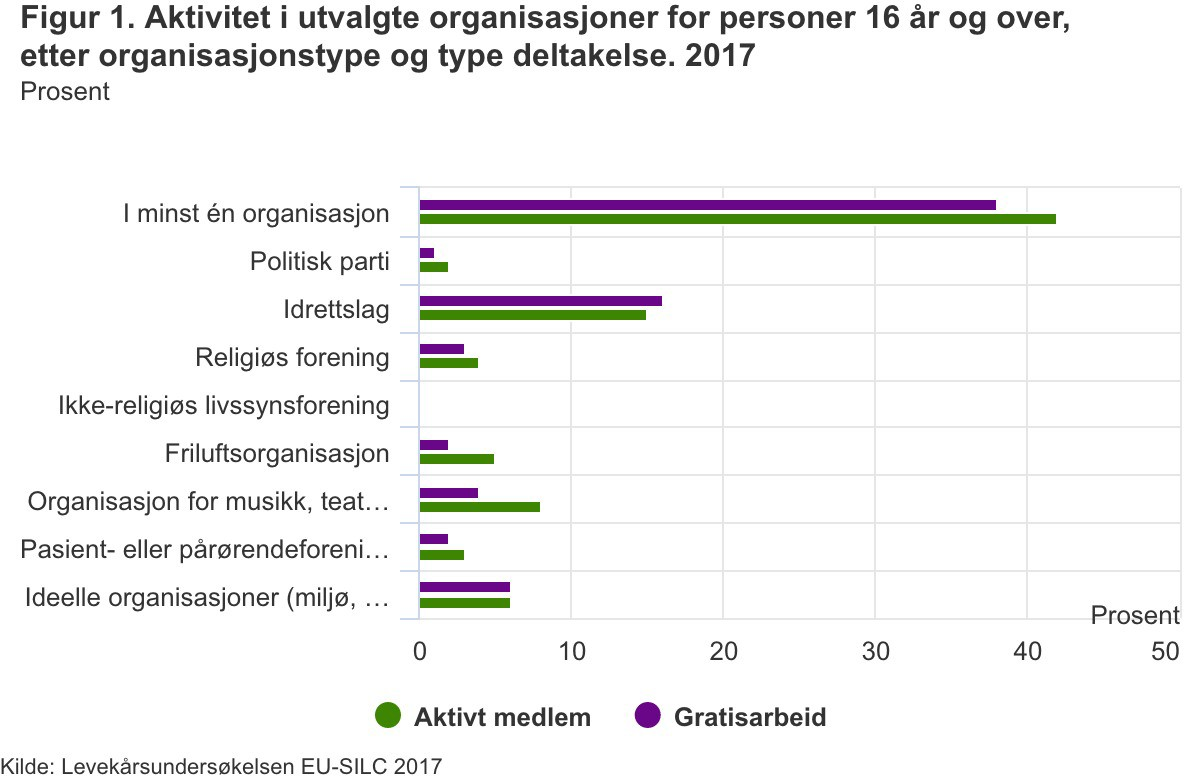 Figur 1. Aktivitet i utvalgte organisasjoner for personer 16 år og over,
etter organisasjonstype og type deltakelse. 2017
Prosent
I minst én organisasjon
Politisk parti
Idrettslag
Religiøs forening
Ikke-religiøs livssynsforening
Friluftsorganisasjon
Organisasjon for musikk, teat…
Pasient- eller pårørendeforeni…
Ideelle organisasjoner (miljø, …
Prosent
0 10 20 30 40 50
Aktivt medlem Gratisarbeid
Kilde: Levekårsundersøkelsen EU-SILC 2017